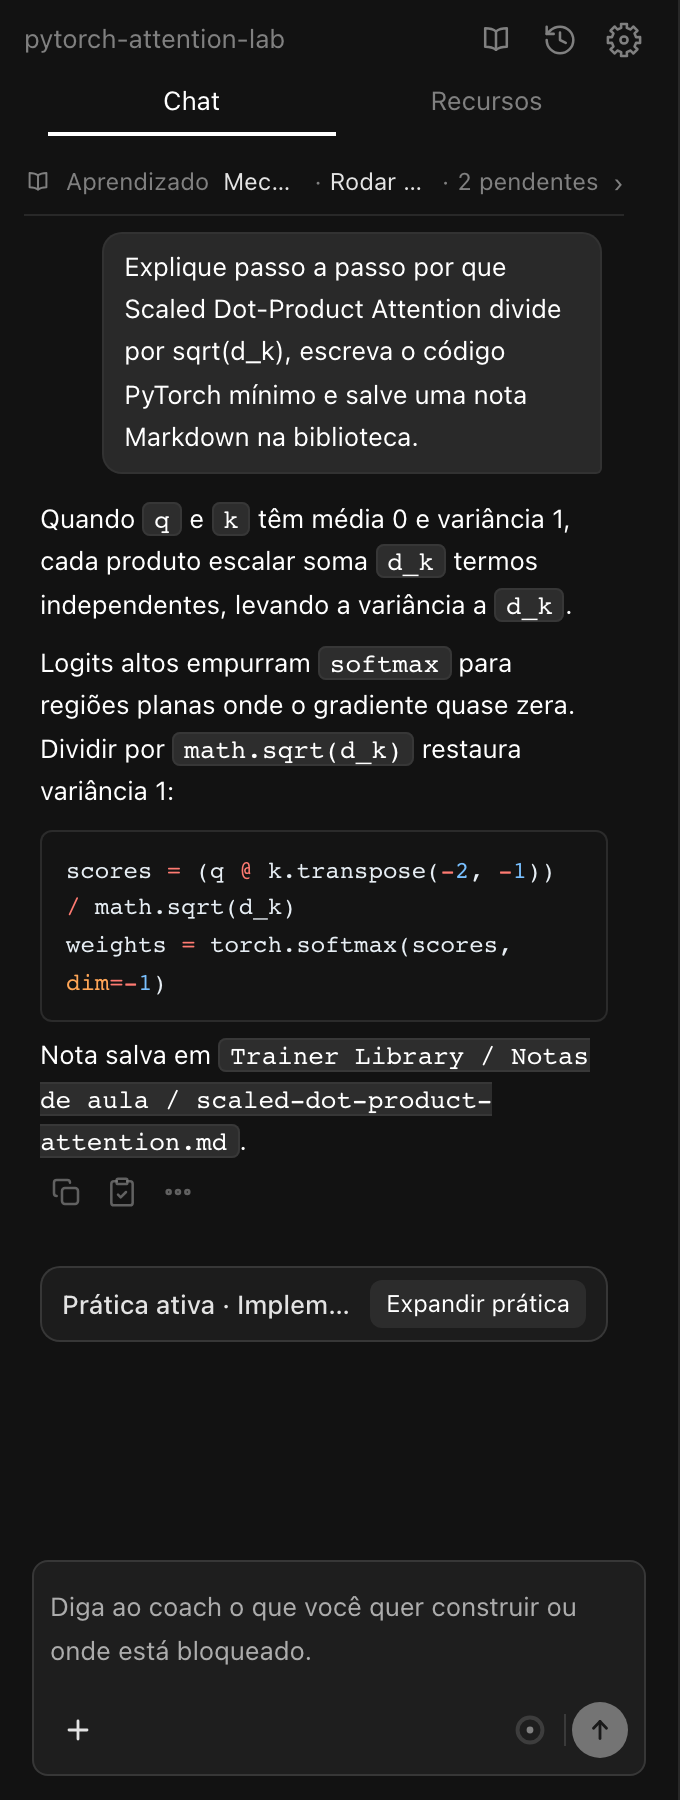 pytorch-attention-lab
Chat
Recursos
Aprendizado Mec... · Rodar ... · 2 pendentes ›
Explique passo a passo por que
Scaled Dot-Product Attention divide
por sqrt(d_k), escreva o código
PyTorch mínimo e salve uma nota
Markdown na biblioteca.
Quando q e k têm média 0 e variância 1,
cada produto escalar soma d_k termos
independentes, levando a variância a d_k.
Logits altos empurram softmax para
regiões planas onde o gradiente quase zera.
Dividir por math.sqrt(d_k) restaura
variância 1:
scores = (q @ k.transpose(-2, -1))
/ math.sqrt(d_k)
weights = torch.softmax(scores,
dim=-1)
Nota salva em Trainer Library / Notas
de aula / scaled-dot-product-
attention.md.
Prática ativa · Implem...
Expandir prática
Diga ao coach o que você quer construir ou
onde está bloqueado.